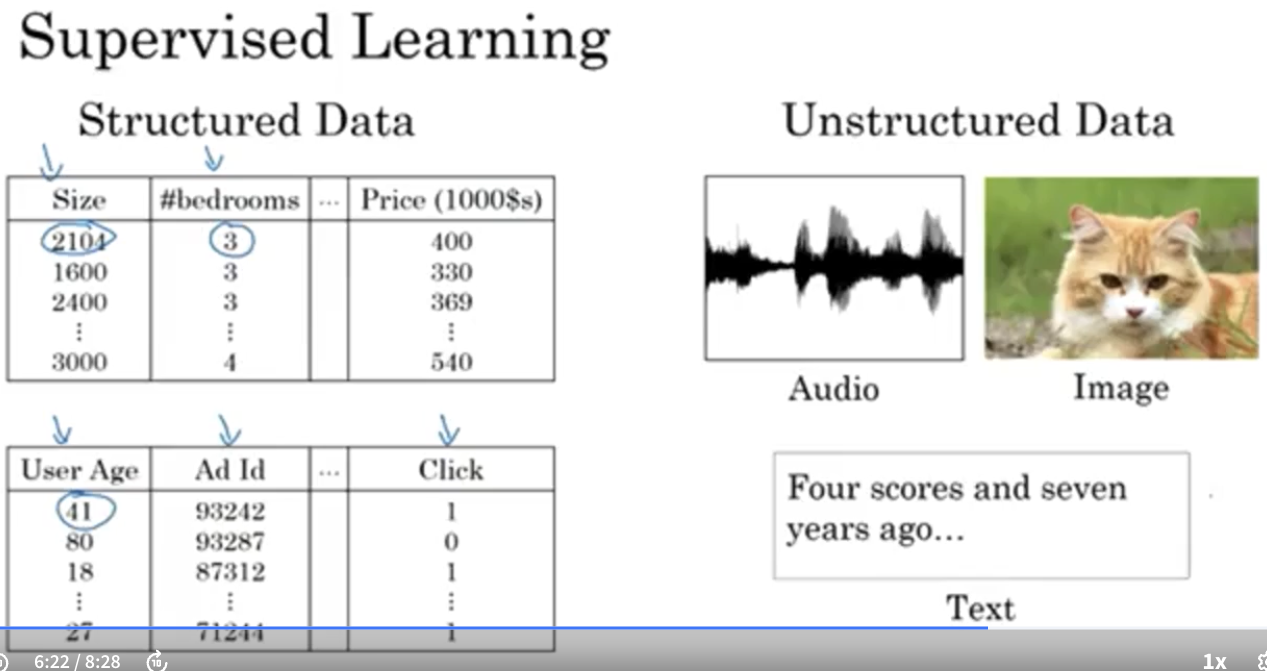 Supervised Learning
Structured Data
Size #bedrooms ... Price (1000$s)
2104 3 400
1600 3 330
2400 3 369
⋮ ⋮ ⋮
3000 4 540
User Age Ad Id ... Click
41 93242 1
80 93287 0
18 87312 1
⋮ ⋮ ⋮
27 71244 1
Unstructured Data
Audio
Image
Four scores and seven
years ago...
Text
6:22 / 8:28
10
1x